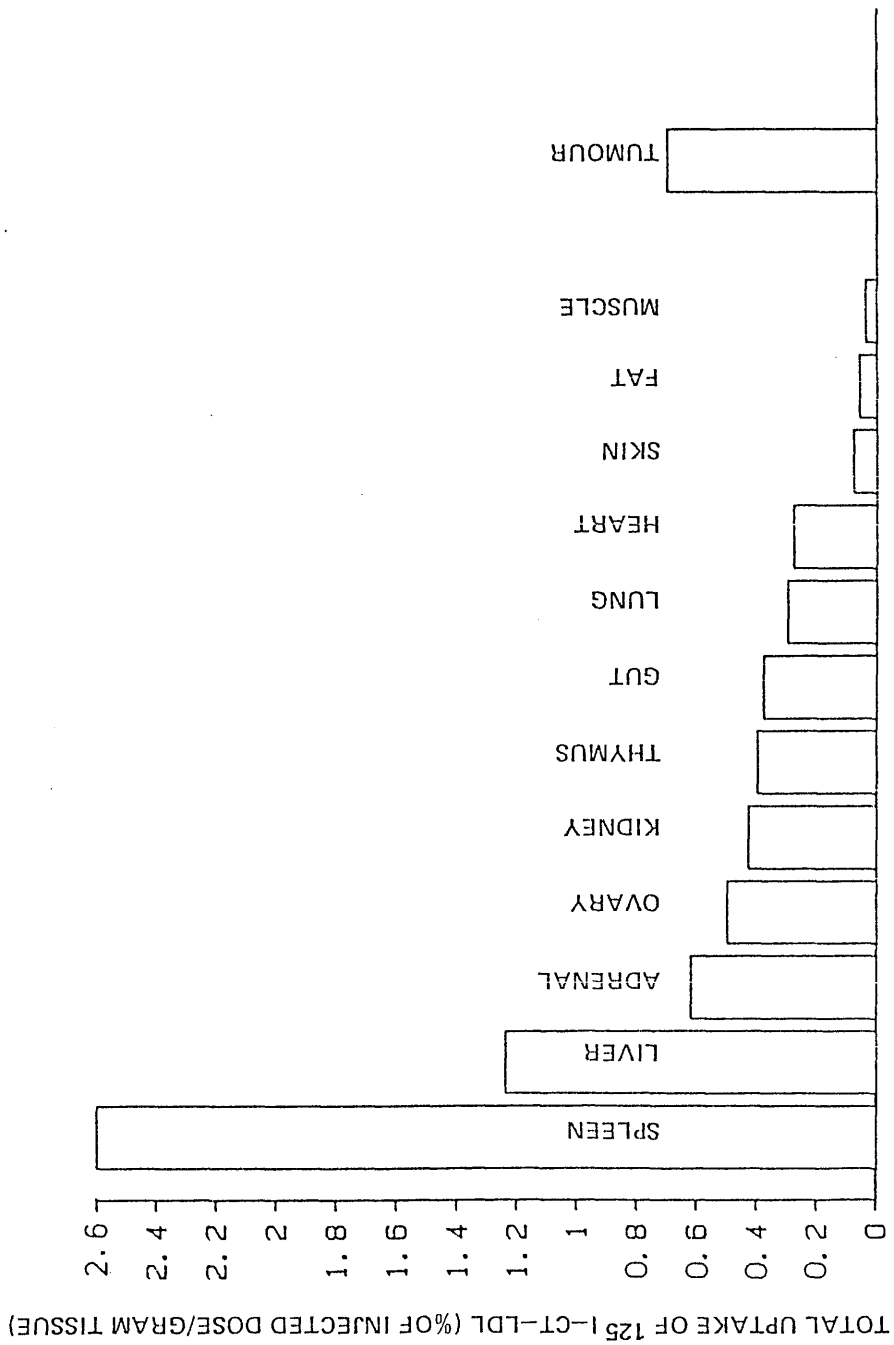 TOTAL UPTAKE OF 125 I-CT-LDL (%OF INJECTED DOSE/GRAM TISSUE)
2.6
2.4
2.2
2
1.8
1.6
1.4
1.2
1
0.8
0.6
0.4
0.2
0
SPLEEN
LIVER
ADRENAL
OVARY
KIDNEY
THYMUS
GUT
LUNG
HEART
SKIN
FAT
MUSCLE
TUMOUR